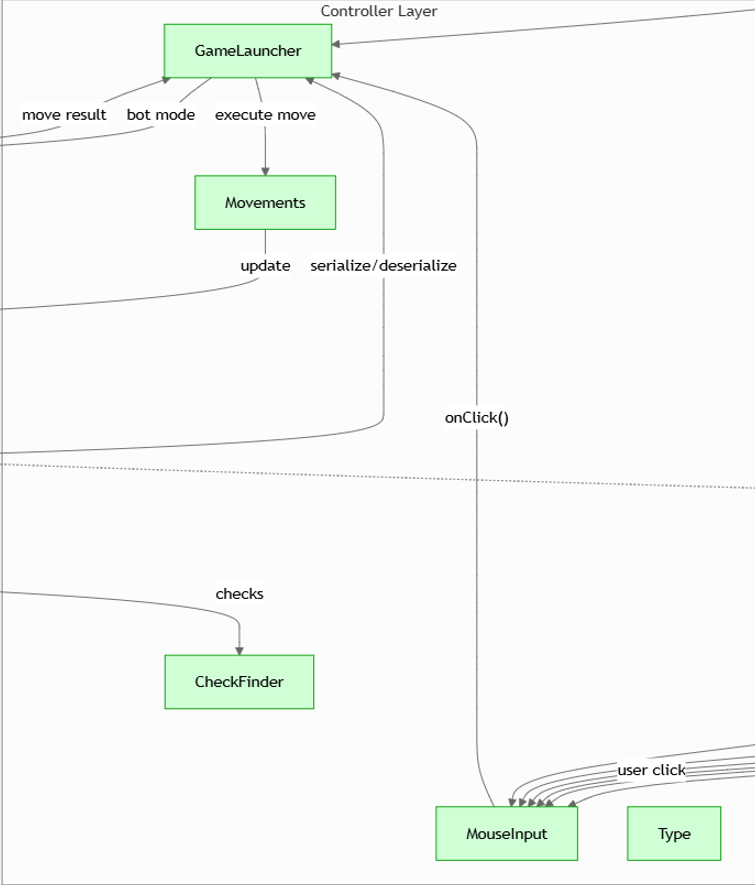 Controller Layer
GameLauncher
move result
bot mode
execute move
Movements
update
serialize/deserialize
onClick()
checks
CheckFinder
user click
MouseInput
Type